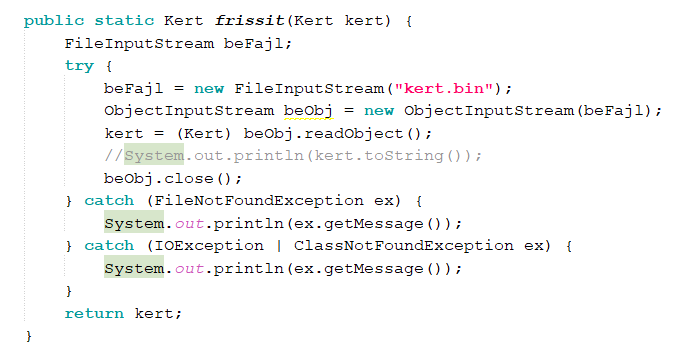 public static Kert frissit(Kert kert) {
    FileInputStream beFajl;
    try {
        beFajl = new FileInputStream("kert.bin");
        ObjectInputStream beObj = new ObjectInputStream(beFajl);
        kert = (Kert) beObj.readObject();
        //System.out.println(kert.toString());
        beObj.close();
    } catch (FileNotFoundException ex) {
        System.out.println(ex.getMessage());
    } catch (IOException | ClassNotFoundException ex) {
        System.out.println(ex.getMessage());
    }
    return kert;
}